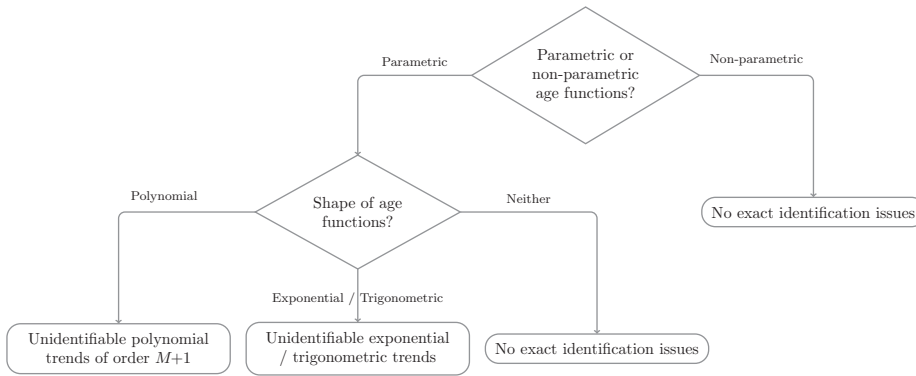 Parametric or
non-parametric
age functions?
Parametric
Non-parametric
Shape of age
functions?
Polynomial
Neither
No exact identification issues
Exponential / Trigonometric
Unidentifiable polynomial
trends of order M+1
Unidentifiable exponential
/ trigonometric trends
No exact identification issues